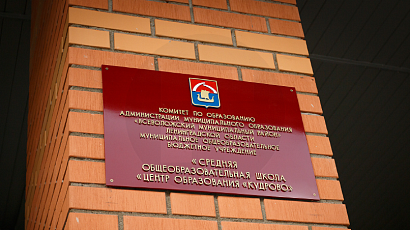 КОМИТЕТ ПО ОБРАЗОВАНИЮ
АДМИНИСТРАЦИИ МУНИЦИПАЛЬНОГО ОБРАЗОВАНИЯ
«ВСЕВОЛОЖСКИЙ МУНИЦИПАЛЬНЫЙ РАЙОН»
ЛЕНИНГРАДСКОЙ ОБЛАСТИ
МУНИЦИПАЛЬНОЕ ОБЩЕОБРАЗОВАТЕЛЬНОЕ
БЮДЖЕТНОЕ УЧРЕЖДЕНИЕ
«СРЕДНЯЯ
ОБЩЕОБРАЗОВАТЕЛЬНАЯ ШКОЛА
«ЦЕНТР ОБРАЗОВАНИЯ «КУДРОВО»